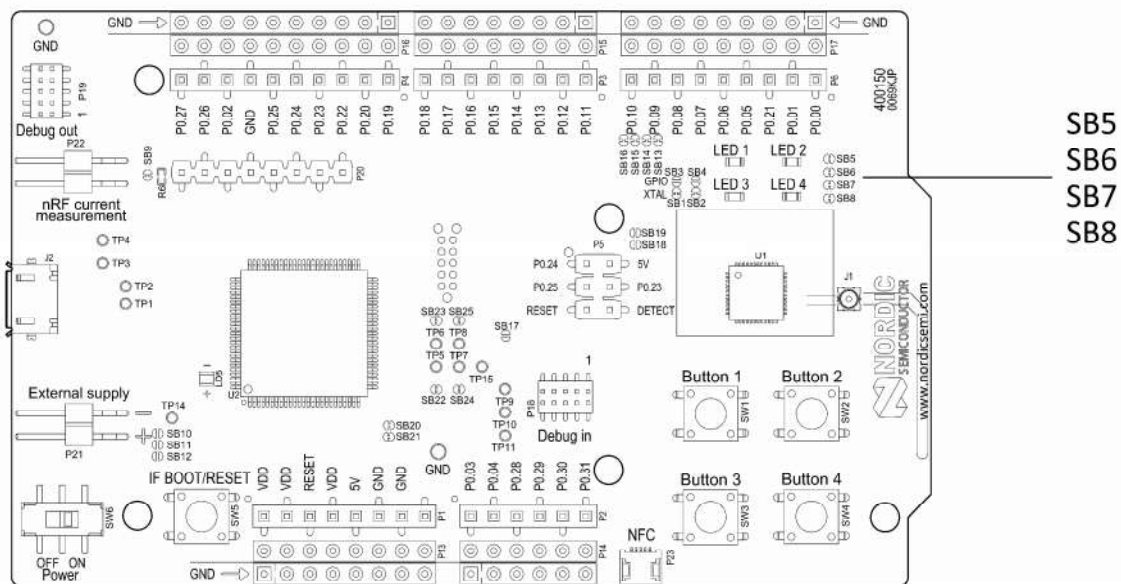 GND
GND
GND
P16
P15
P17
P4
P3
P6
P19
1
Debug out
P22
400150
0069KJP
P0.27
P0.26
P0.02
GND
P0.25
P0.24
P0.23
P0.22
P0.20
P0.19
P0.18
P0.17
P0.16
P0.15
P0.14
P0.13
P0.12
P0.11
P0.10
P0.09
P0.08
P0.07
P0.06
P0.05
P0.21
P0.01
P0.00
SB5
SB6
SB7
SB8
SB9
R6
P20
SB16
SB15
SB14
SB13
LED 1
LED 2
SB5
SB6
SB7
SB8
SB3
SB4
GPIO
XTAL
SB1
SB2
LED 3
LED 4
nRF current
measurement
TP4
TP3
TP2
TP1
J2
SB19
SB18
P5
P0.24
5V
P0.25
P0.23
RESET
DETECT
U1
J1
NORDIC
SEMICONDUCTOR
www.nordicsemi.com
SB23
SB25
TP6
TP8
TP5
TP7
SB17
TP15
SB22
SB24
TP9
TP10
TP11
1
P18
Debug in
LD5
U2
External supply
P21
TP14
SB10
SB11
SB12
SB20
SB21
GND
Button 1
Button 2
SW1
SW2
Button 3
Button 4
SW3
SW4
IF BOOT/RESET
SW5
SW6
OFF
ON
Power
VDD
VDD
RESET
VDD
5V
GND
GND
P0.03
P0.04
P0.28
P0.29
P0.30
P0.31
P1
P2
P13
P14
GND
NFC
P23